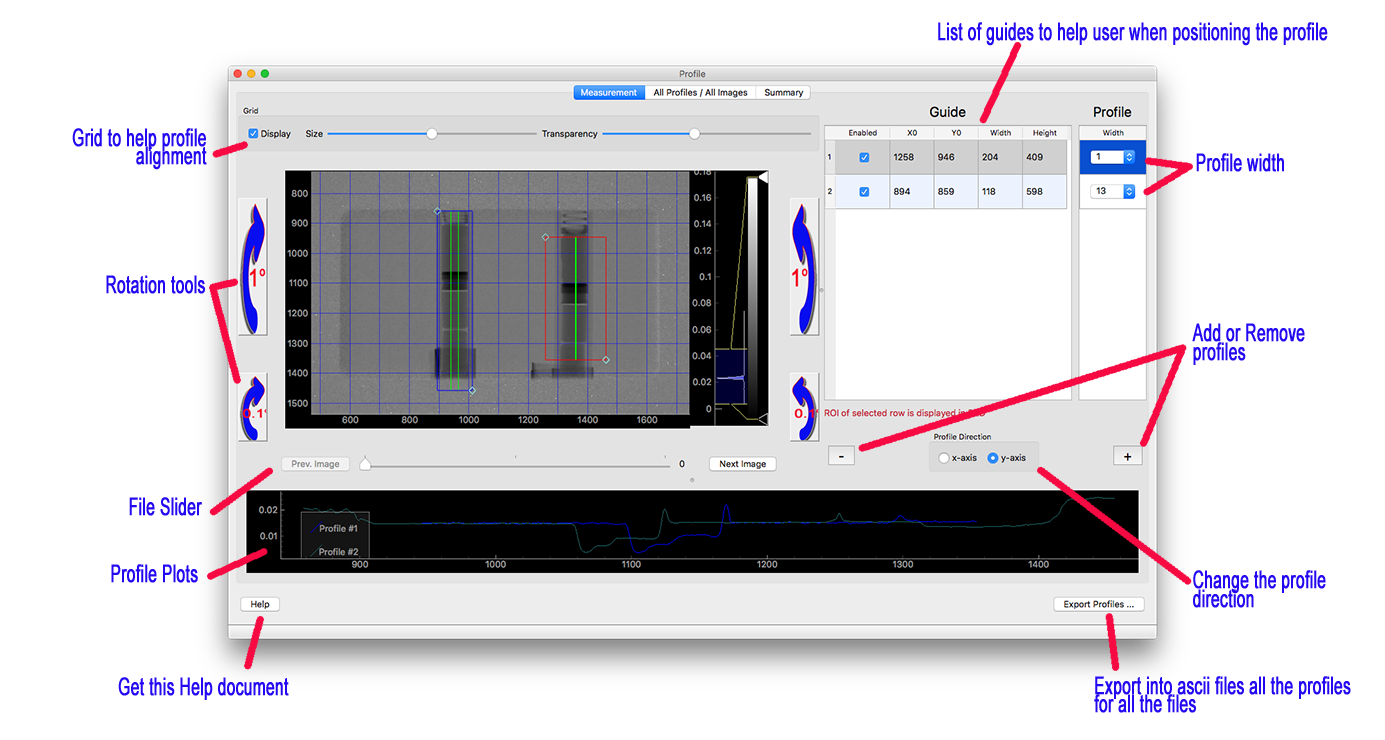 List of guides to help user when positioning the profile
Profile
Measurement All Profiles / All Images Summary
Grid
Display Size Transparency
Guide Profile
Enabled X0 Y0 Width Height Width
1 1258 946 204 409 1
2 894 859 118 598 13
Grid to help profile
alignment
Profile width
Rotation tools
1°
0.1°
800
900
1000
1100
1200
1300
1400
1500
600 800 1000 1200 1400 1600
0.18
0.16
0.14
0.12
0.1
0.08
0.06
0.04
0.02
0
1°
0.1°
Add or Remove
profiles
ROI of selected row is displayed in RED
- +
Profile Direction
x-axis y-axis
Prev. Image 0 Next Image
File Slider
0.02
0.01
Profile #1
Profile #2
900 1000 1100 1200 1300 1400
Profile Plots
Change the profile
direction
Help Export Profiles ...
Get this Help document
Export into ascii files all the profiles
for all the files